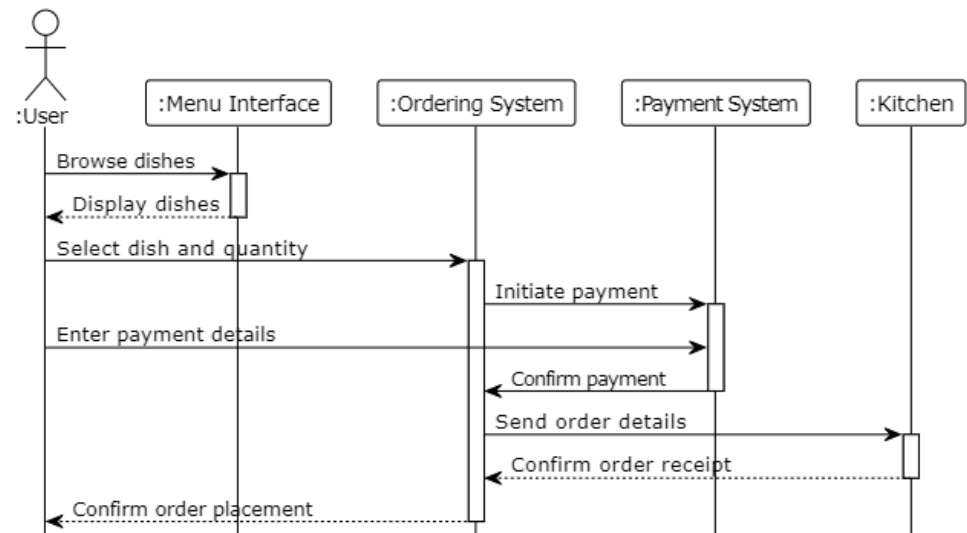 :User
:Menu Interface
:Ordering System
:Payment System
:Kitchen
Browse dishes
Display dishes
Select dish and quantity
Initiate payment
Enter payment details
Confirm payment
Send order details
Confirm order receipt
Confirm order placement